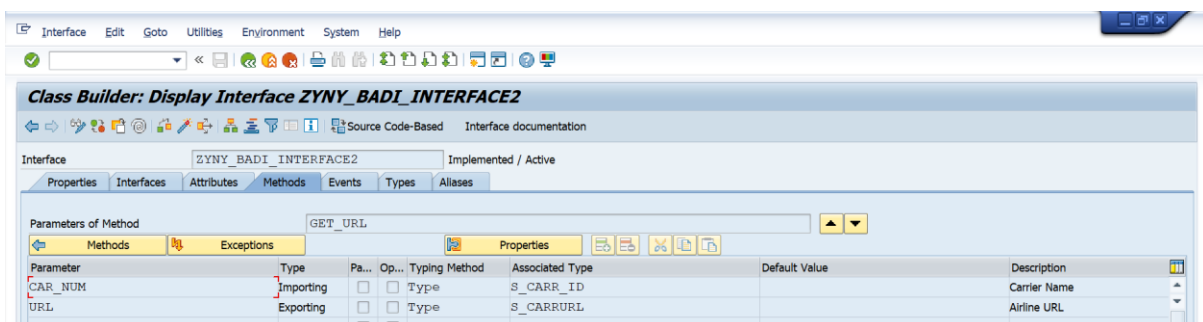 Interface Edit Goto Utilities Environment System Help
Class Builder: Display Interface ZYNY_BADI_INTERFACE2
Source Code-Based Interface documentation
Interface ZYNY_BADI_INTERFACE2 Implemented / Active
Properties Interfaces Attributes Methods Events Types Aliases
Parameters of Method GET_URL
Methods Exceptions Properties
Parameter Type Pa... Op... Typing Method Associated Type Default Value Description
CAR_NUM Importing Type S_CARR_ID Carrier Name
URL Exporting Type S_CARRURL Airline URL